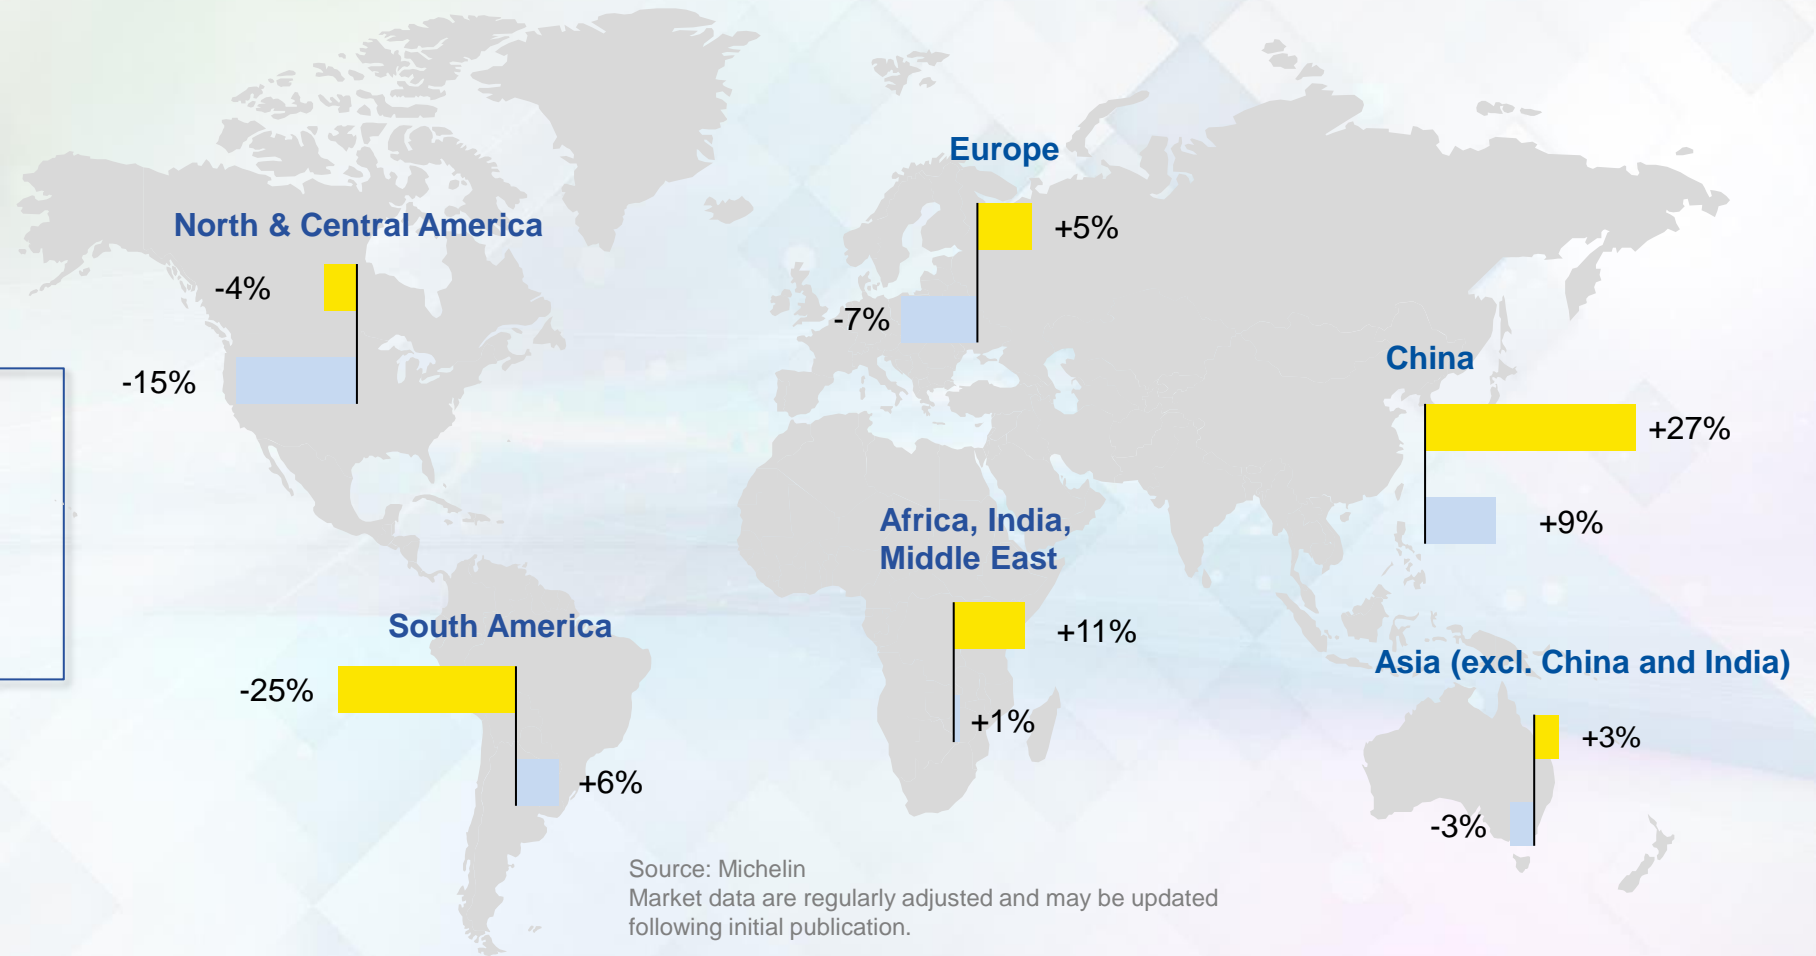 Europe
+5%
-7%
North & Central America
-4%
-15%
China
+27%
+9%
Africa, India,
Middle East
+11%
+1%
South America
-25%
+6%
Asia (excl. China and India)
+3%
-3%
Source: Michelin
Market data are regularly adjusted and may be updated
following initial publication.